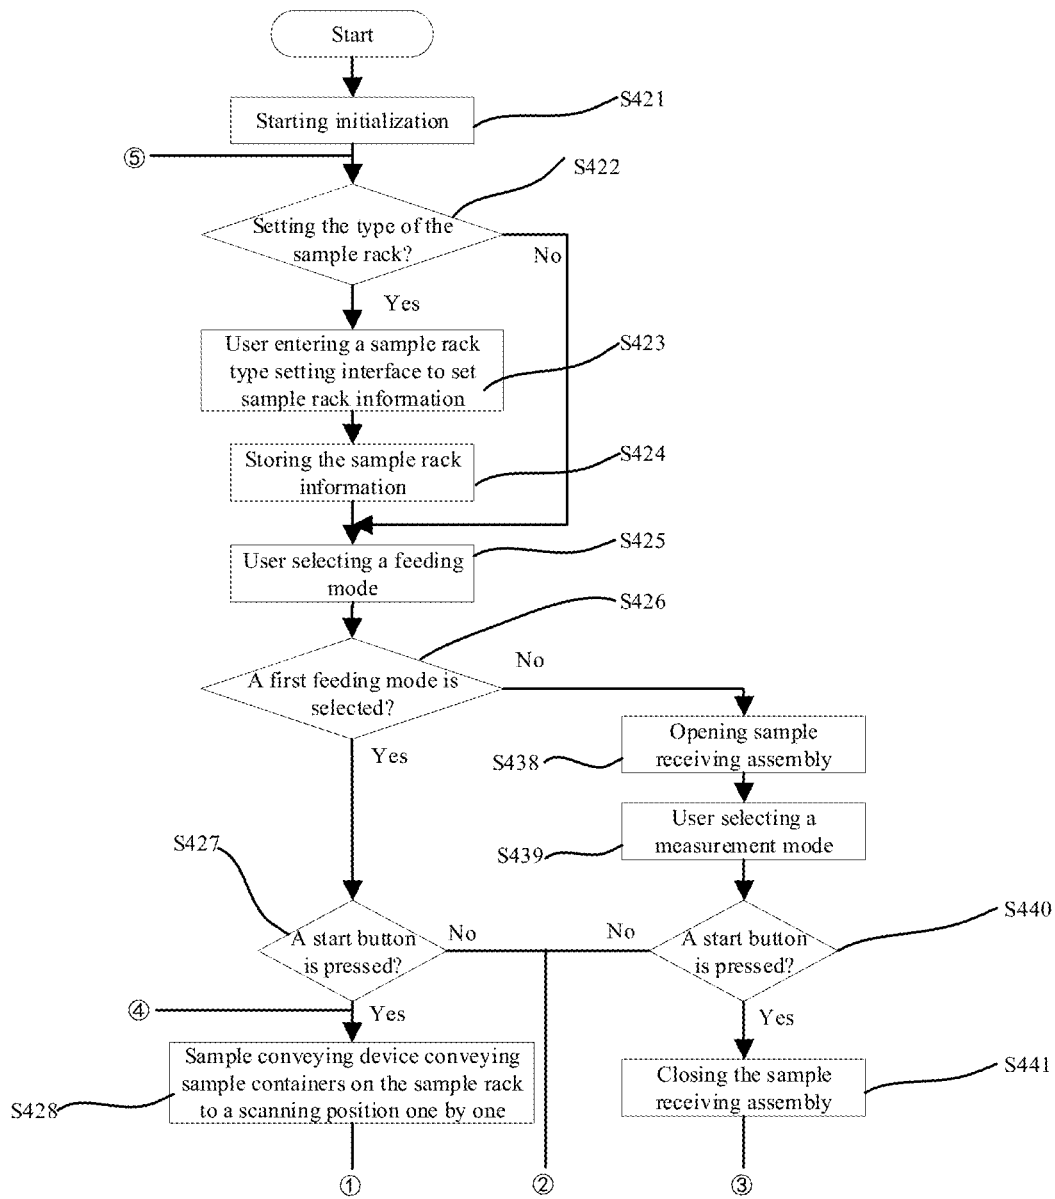 Start
S421
Starting initialization
⑤
S422
Setting the type of the
sample rack?
No
Yes
User entering a sample rack
type setting interface to set
sample rack information
S423
Storing the sample rack
information
S424
User selecting a feeding
mode
S425
S426
A first feeding mode is
selected?
No
Yes
Opening sample
receiving assembly
S438
User selecting a
measurement mode
S439
S427
A start button
is pressed?
No
No
A start button
is pressed?
S440
④
Yes
Yes
Sample conveying device conveying
sample containers on the sample rack
to a scanning position one by one
S428
Closing the sample
receiving assembly
S441
①
②
③